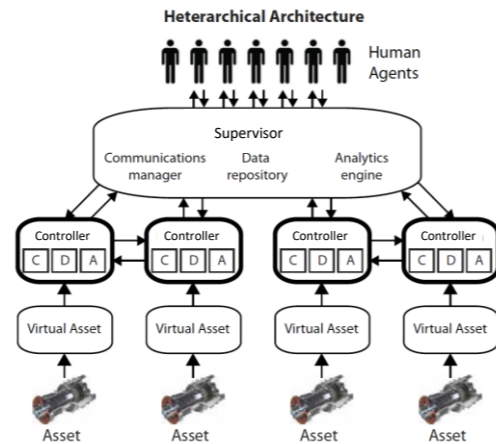 Heterarchical Architecture
Human
Agents
Supervisor
Communications
manager
Data
repository
Analytics
engine
Controller
C D A
Controller
C D A
Controller
C D A
Controller
C D A
Virtual Asset
Virtual Asset
Virtual Asset
Virtual Asset
Asset
Asset
Asset
Asset